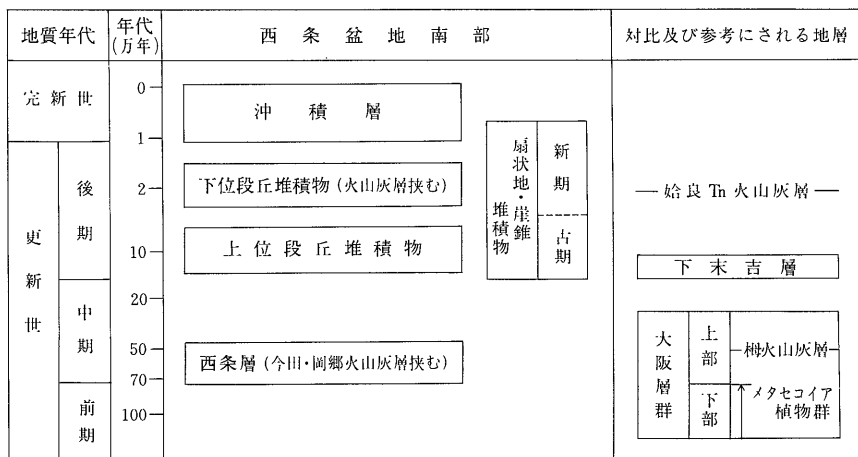 地質年代
年代
(万年)
西条盆地南部
対比及び参考にされる地層
完新世
更新世
後期
中期
前期
0
1
2
10
20
50
70
100
沖積層
下位段丘堆積物(火山灰層挟む)
上位段丘堆積物
西条層(今田・岡郷火山灰層挟む)
扇状地・崖錐
堆積物
新期
古期
姶良Tn火山灰層
下末吉層
大阪層群
上部
下部
栂火山灰層
メタセコイア
植物群